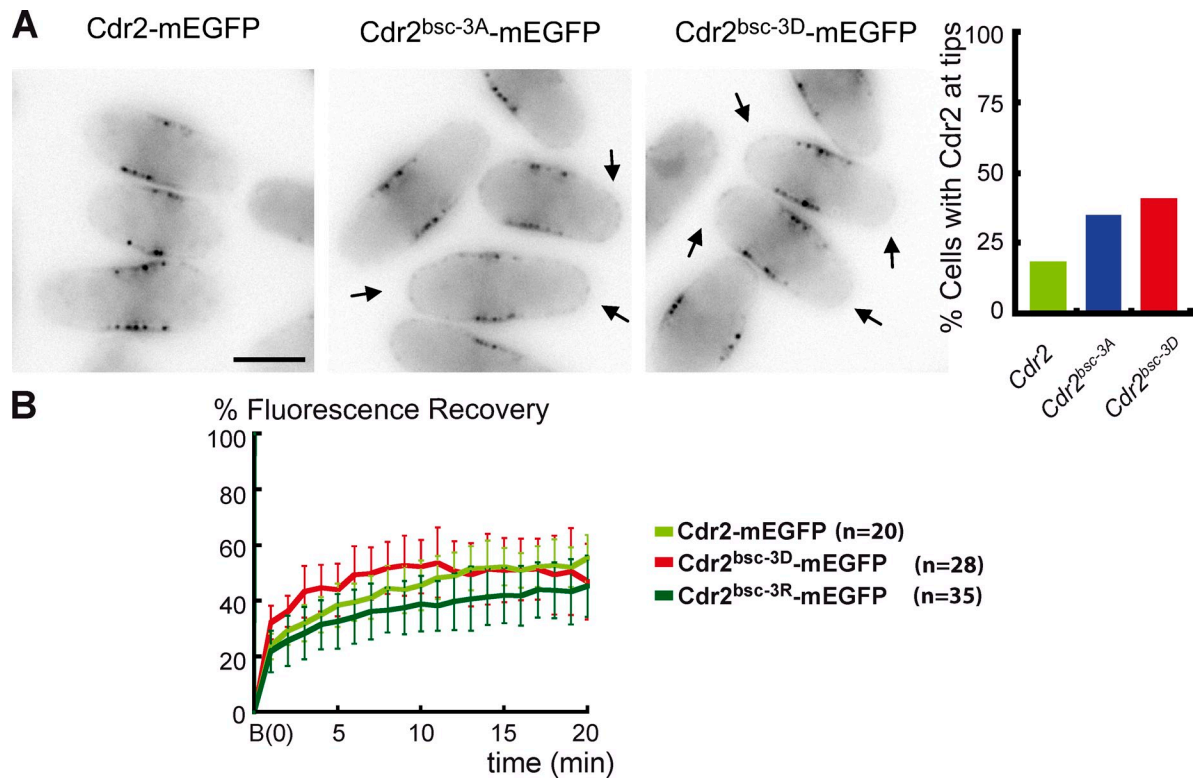 A
Cdr2-mEGFP
Cdr2bsc-3A-mEGFP
Cdr2bsc-3D-mEGFP
% Cells with Cdr2 at tips
100
75
50
25
0
Cdr2
Cdr2bsc-3A
Cdr2bsc-3D
B
% Fluorescence Recovery
100
80
60
40
20
0
B(0) 5 10 15 20
time (min)
Cdr2-mEGFP (n=20)
Cdr2bsc-3D-mEGFP (n=28)
Cdr2bsc-3R-mEGFP (n=35)